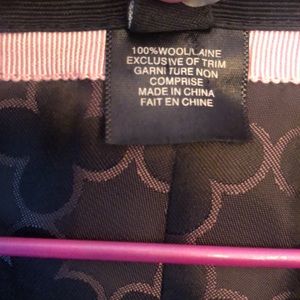 100%WOOL/LAINE
EXCLUSIVE OF TRIM
GARNITURE NON
COMPRISE
MADE IN CHINA
FAIT EN CHINE